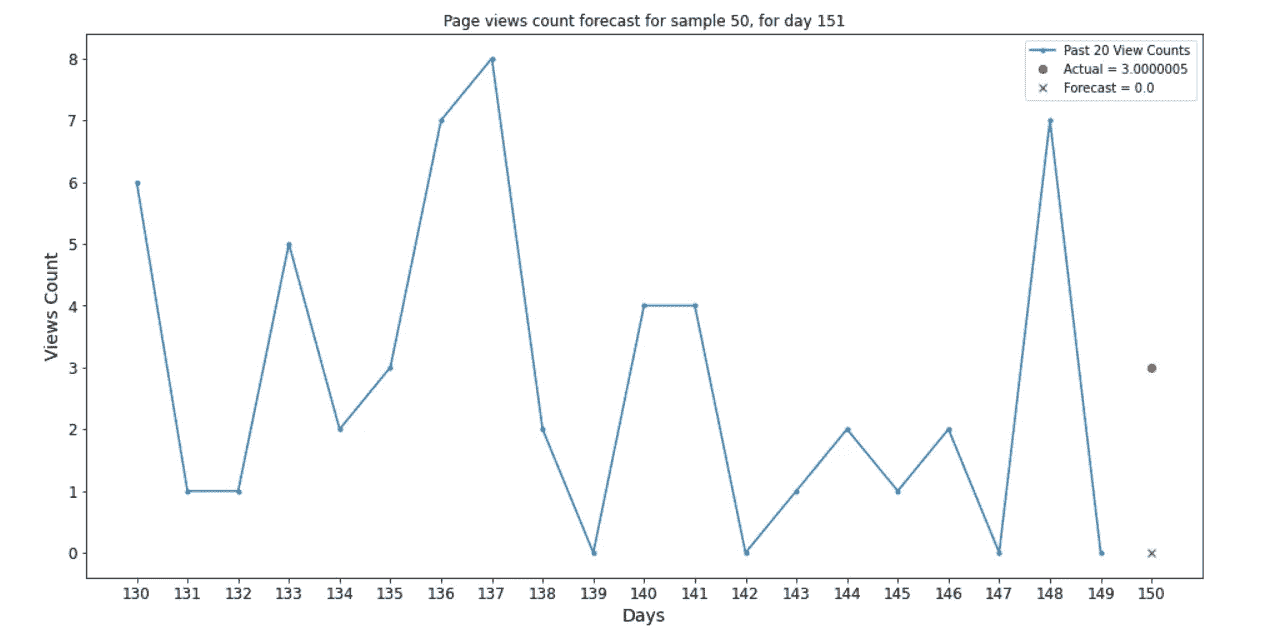 Page views count forecast for sample 50, for day 151
Past 20 View Counts
Actual = 3.0000005
Forecast = 0.0
Views Count
8
7
6
5
4
3
2
1
0
130 131 132 133 134 135 136 137 138 139 140 141 142 143 144 145 146 147 148 149 150
Days